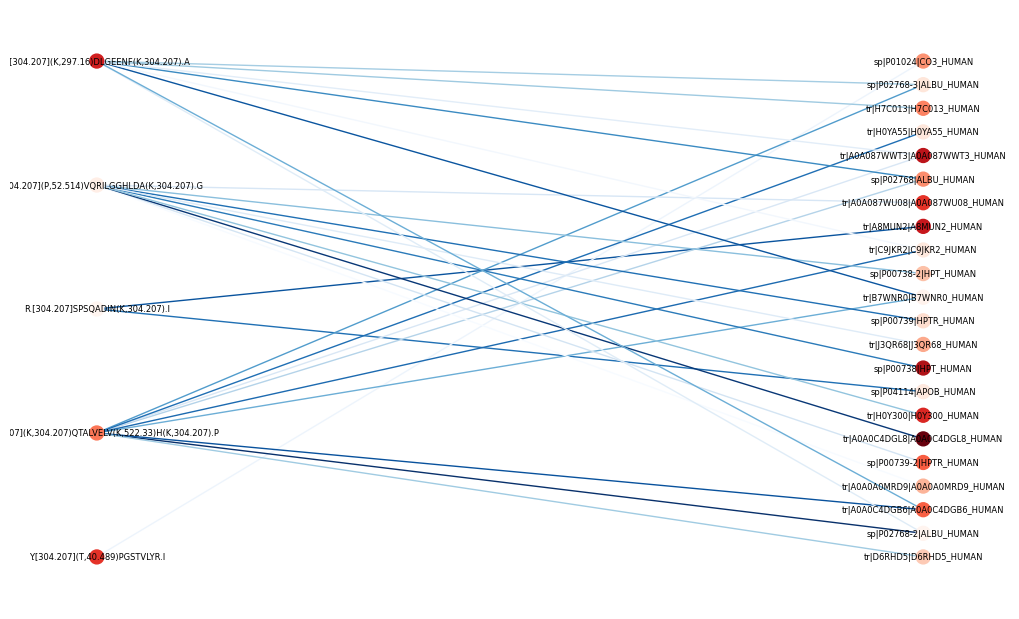 [304.207](K,297.16)DLGEENF(K,304.207).A
04.207](P,52.514)VQRILGGHLDA(K,304.207).G
R.[304.207]SPSQADIN(K,304.207).I
07](K,304.207)QTALVELV(K,522.33)H(K,304.207).P
Y.[304.207](T,40.489)PGSTVLYR.I
sp|P01024|CO3_HUMAN
sp|P02768-3|ALBU_HUMAN
tr|H7C013|H7C013_HUMAN
tr|H0YA55|H0YA55_HUMAN
tr|A0A087WWT3|A0A087WWT3_HUMAN
sp|P02768|ALBU_HUMAN
tr|A0A087WU08|A0A087WU08_HUMAN
tr|A8MUN2|A8MUN2_HUMAN
tr|C9JKR2|C9JKR2_HUMAN
sp|P00738-2|HPT_HUMAN
tr|B7WNR0|B7WNR0_HUMAN
sp|P00739|HPTR_HUMAN
tr|J3QR68|J3QR68_HUMAN
sp|P00738|HPT_HUMAN
sp|P04114|APOB_HUMAN
tr|H0Y300|H0Y300_HUMAN
tr|A0A0C4DGL8|A0A0C4DGL8_HUMAN
sp|P00739-2|HPTR_HUMAN
tr|A0A0A0MRD9|A0A0A0MRD9_HUMAN
tr|A0A0C4DGB6|A0A0C4DGB6_HUMAN
sp|P02768-2|ALBU_HUMAN
tr|D6RHD5|D6RHD5_HUMAN